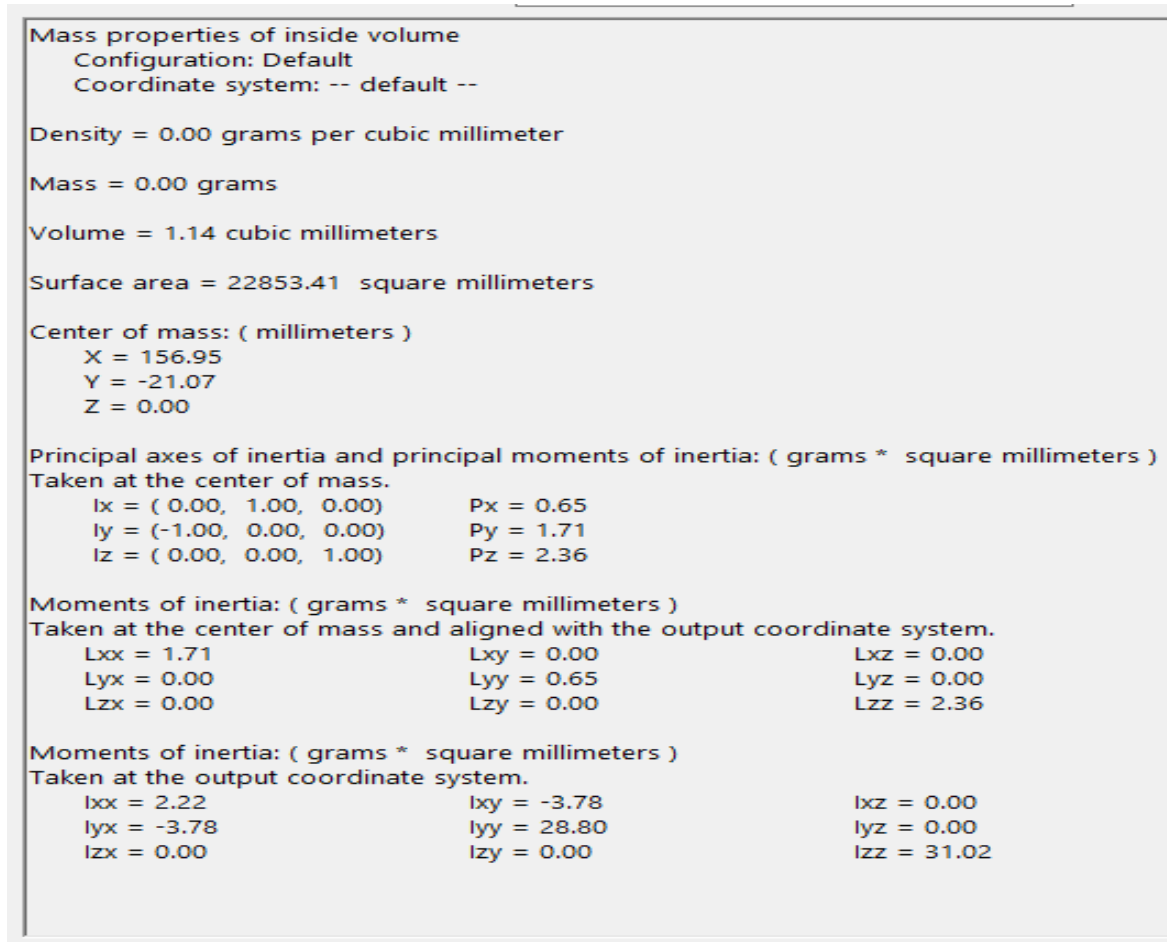 Mass properties of inside volume
Configuration: Default
Coordinate system: -- default --
Density = 0.00 grams per cubic millimeter
Mass = 0.00 grams
Volume = 1.14 cubic millimeters
Surface area = 22853.41  square millimeters
Center of mass: ( millimeters )
X = 156.95
Y = -21.07
Z = 0.00
Principal axes of inertia and principal moments of inertia: ( grams *  square millimeters )
Taken at the center of mass.
Ix = ( 0.00,  1.00,  0.00) Px = 0.65
Iy = (-1.00,  0.00,  0.00) Py = 1.71
Iz = ( 0.00,  0.00,  1.00) Pz = 2.36
Moments of inertia: ( grams *  square millimeters )
Taken at the center of mass and aligned with the output coordinate system.
Lxx = 1.71 Lxy = 0.00 Lxz = 0.00
Lyx = 0.00 Lyy = 0.65 Lyz = 0.00
Lzx = 0.00 Lzy = 0.00 Lzz = 2.36
Moments of inertia: ( grams *  square millimeters )
Taken at the output coordinate system.
Ixx = 2.22 Ixy = -3.78 Ixz = 0.00
Iyx = -3.78 Iyy = 28.80 Iyz = 0.00
Izx = 0.00 Izy = 0.00 Izz = 31.02